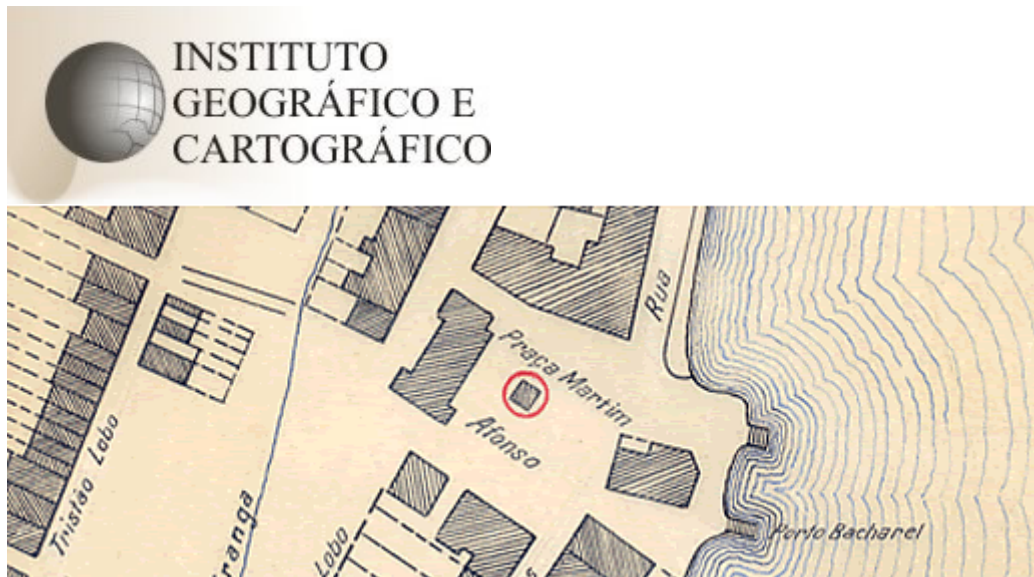 INSTITUTO
GEOGRÁFICO E
CARTOGRÁFICO
Rua
Praça Martim
Afonso
Tristão Lobo
Lobo
Porto Bacharel